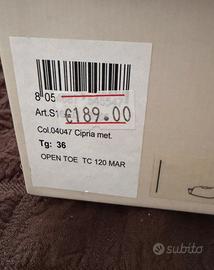 8 05
Art.S1
€189.00
Col.04047 Cipria met.
Tg: 36
OPEN TOE TC 120 MAR
subito